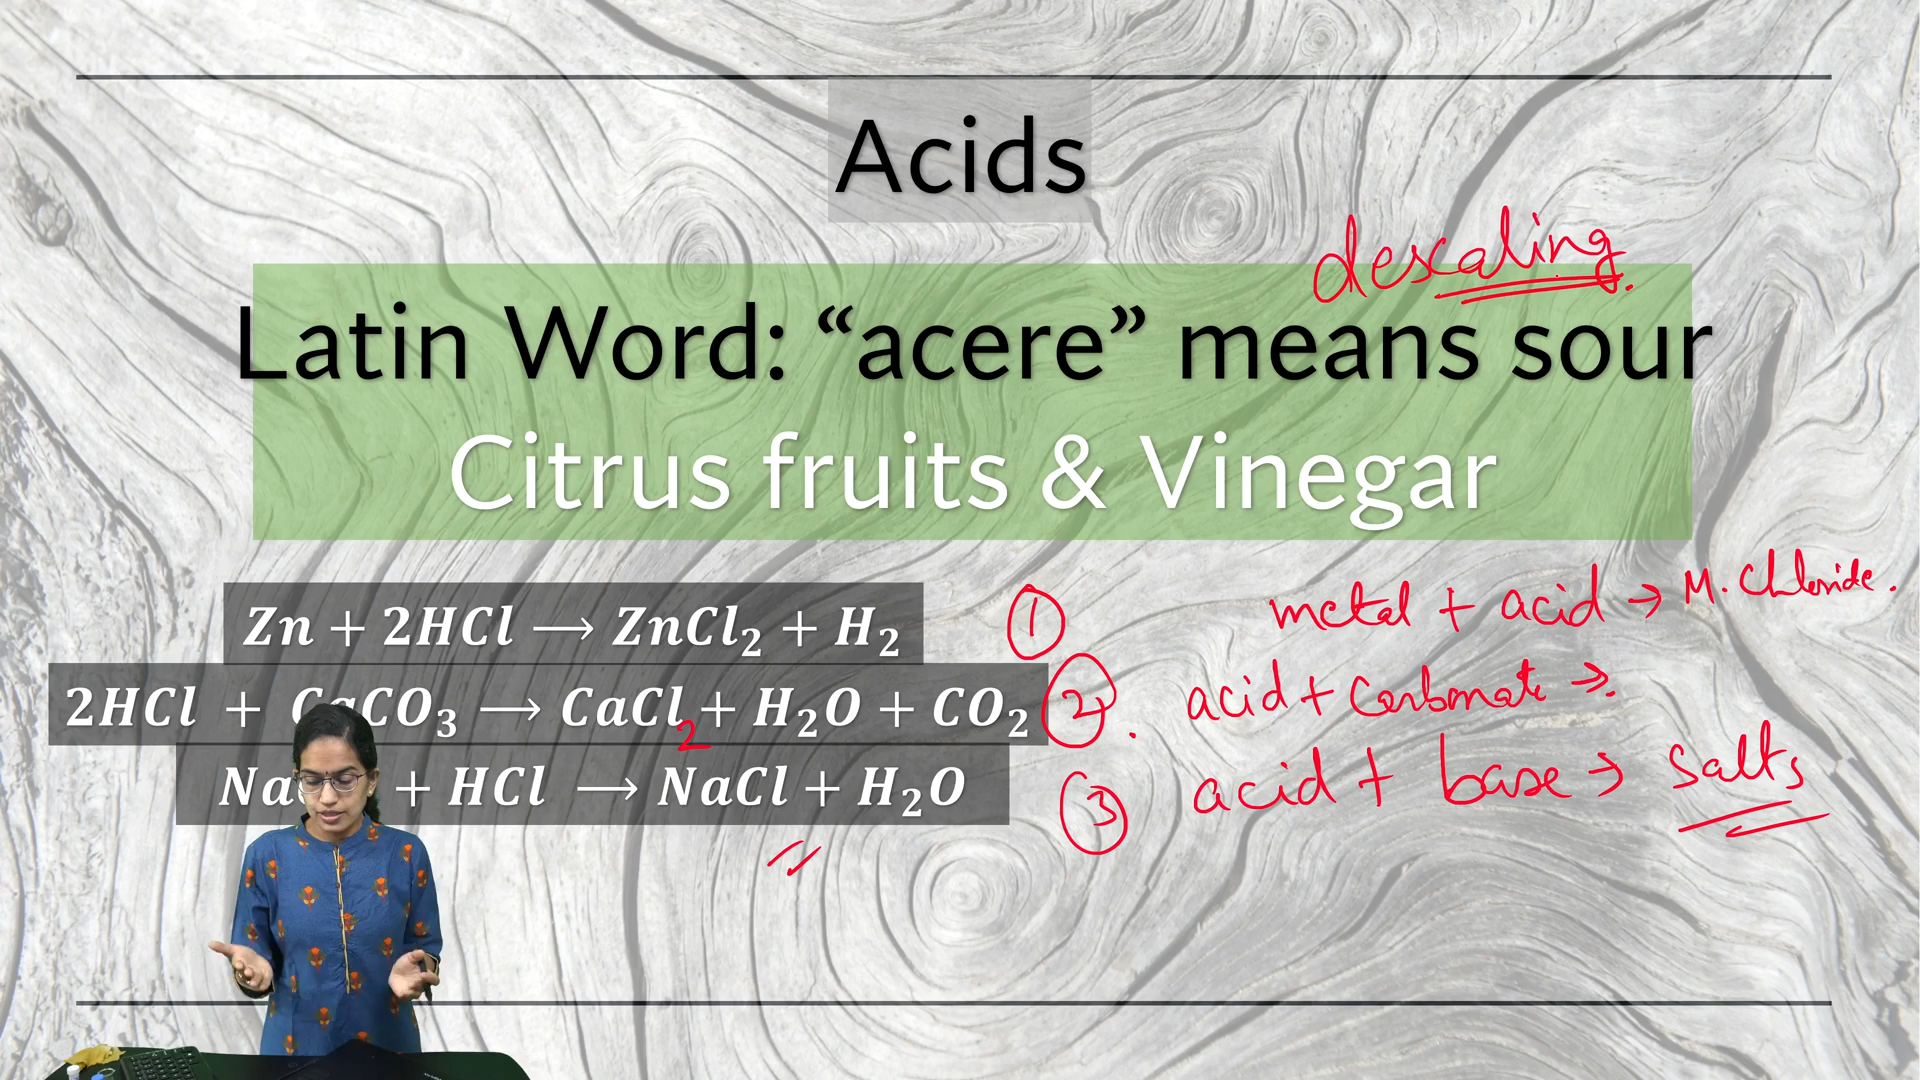 Acids
descaling.
Latin Word: “acere” means sour
Citrus fruits & Vinegar
Zn + 2HCl ⟶ ZnCl₂ + H₂
① metal + acid → M. Chloride.
2HCl + CaCO₃ ⟶ CaCl₂ + H₂O + CO₂
②. acid + Carbonate →.
Na + HCl ⟶ NaCl + H₂O
③ acid + base → Salts